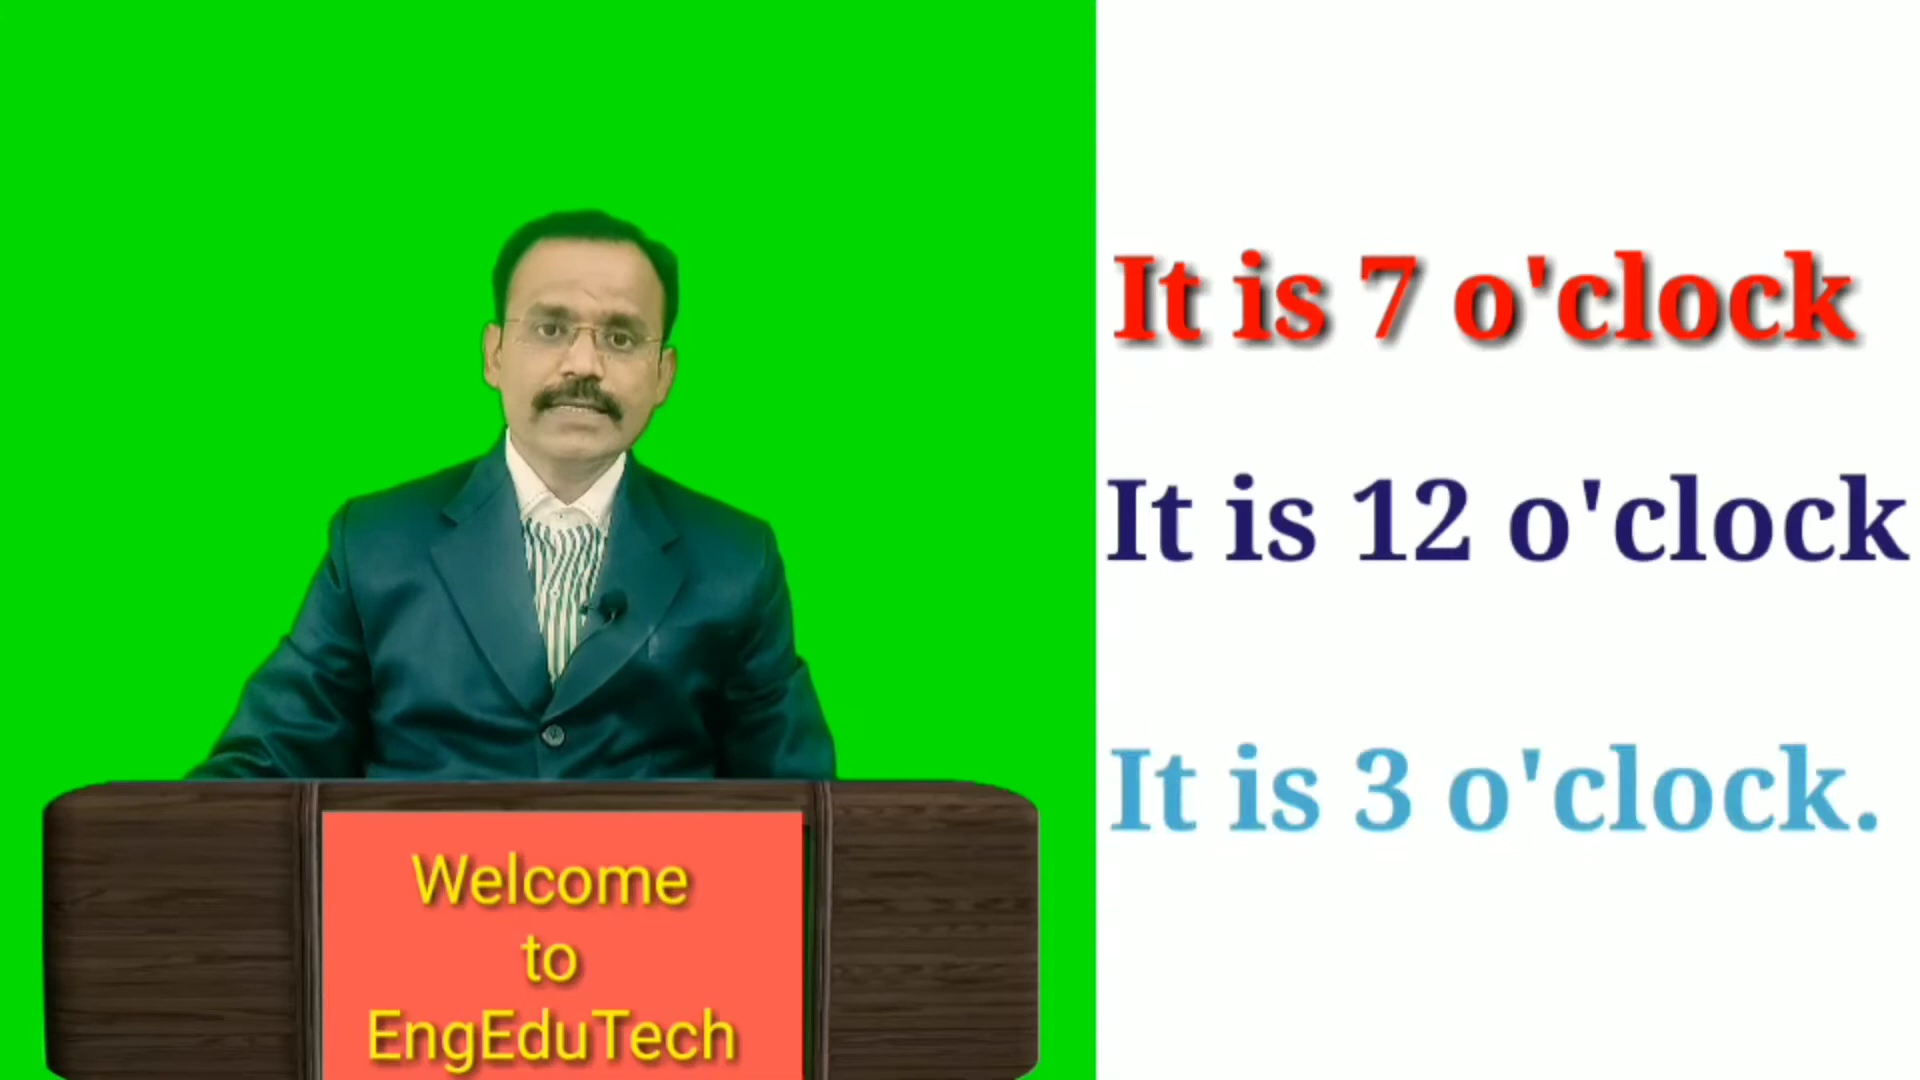 It is 7 o'clock
It is 12 o'clock
It is 3 o'clock.
Welcome
to
EngEduTech